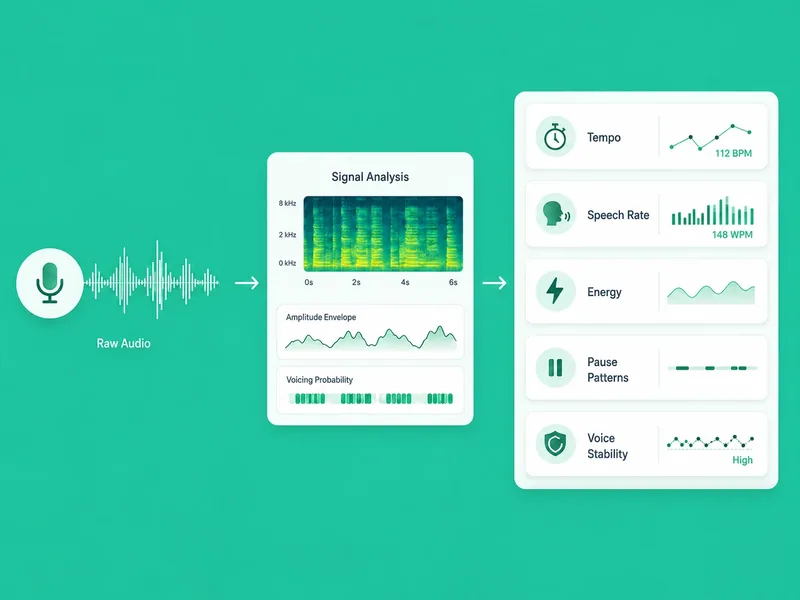 Raw Audio
Signal Analysis
8 kHz
2 kHz
0 kHz
0s 2s 4s 6s
Amplitude Envelope
Voicing Probability
Tempo
112 BPM
Speech Rate
148 WPM
Energy
Pause
Patterns
Voice
Stability
High